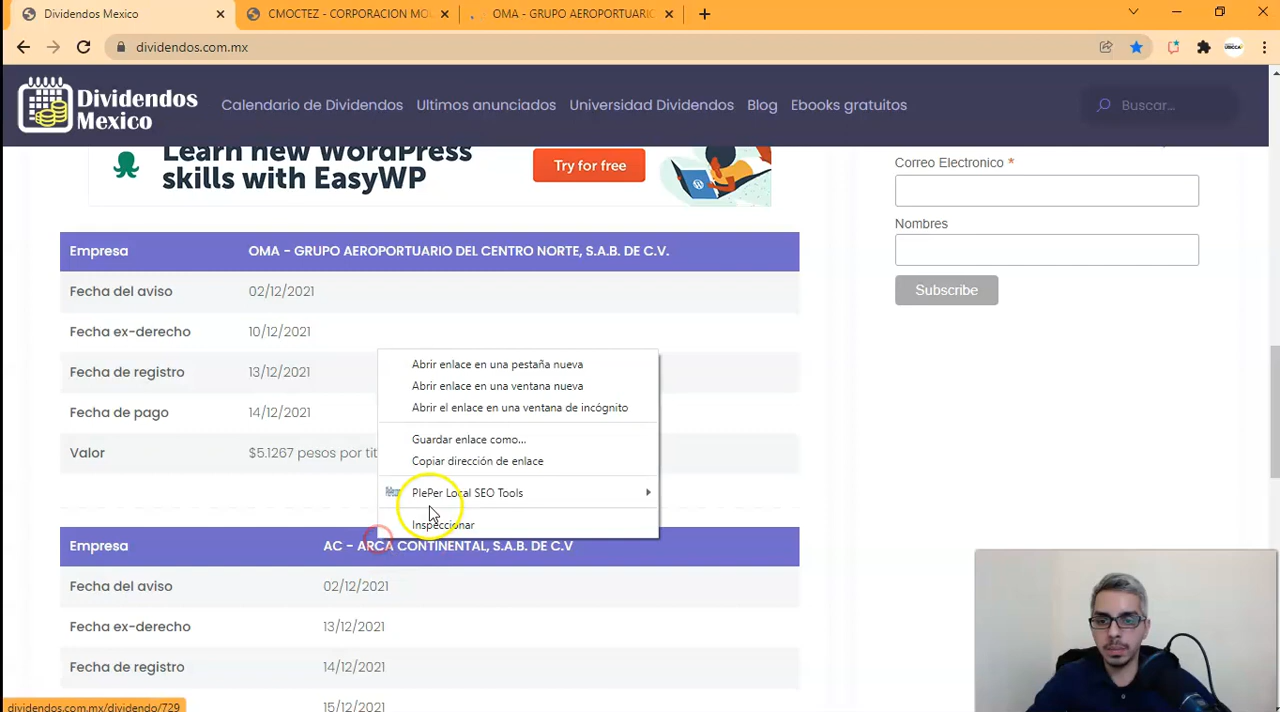 Dividendos Mexico
CMOCTEZ - CORPORACION MO
OMA - GRUPO AEROPORTUARIO
dividendos.com.mx
Dividendos
Mexico
Calendario de Dividendos
Ultimos anunciados
Universidad Dividendos
Blog
Ebooks gratuitos
Buscar...
Learn new WordPress
skills with EasyWP
Try for free
Correo Electronico *
Nombres
Subscribe
Empresa OMA - GRUPO AEROPORTUARIO DEL CENTRO NORTE, S.A.B. DE C.V.
Fecha del aviso 02/12/2021
Fecha ex-derecho 10/12/2021
Fecha de registro 13/12/2021
Fecha de pago 14/12/2021
Valor $5.1267 pesos por tit
Abrir enlace en una pestaña nueva
Abrir enlace en una ventana nueva
Abrir el enlace en una ventana de incógnito
Guardar enlace como...
Copiar dirección de enlace
PlePer Local SEO Tools
Inspeccionar
Empresa AC - ARCA CONTINENTAL, S.A.B. DE C.V
Fecha del aviso 02/12/2021
Fecha ex-derecho 13/12/2021
Fecha de registro 14/12/2021
15/12/2021
dividendos.com.mx/dividendo/729